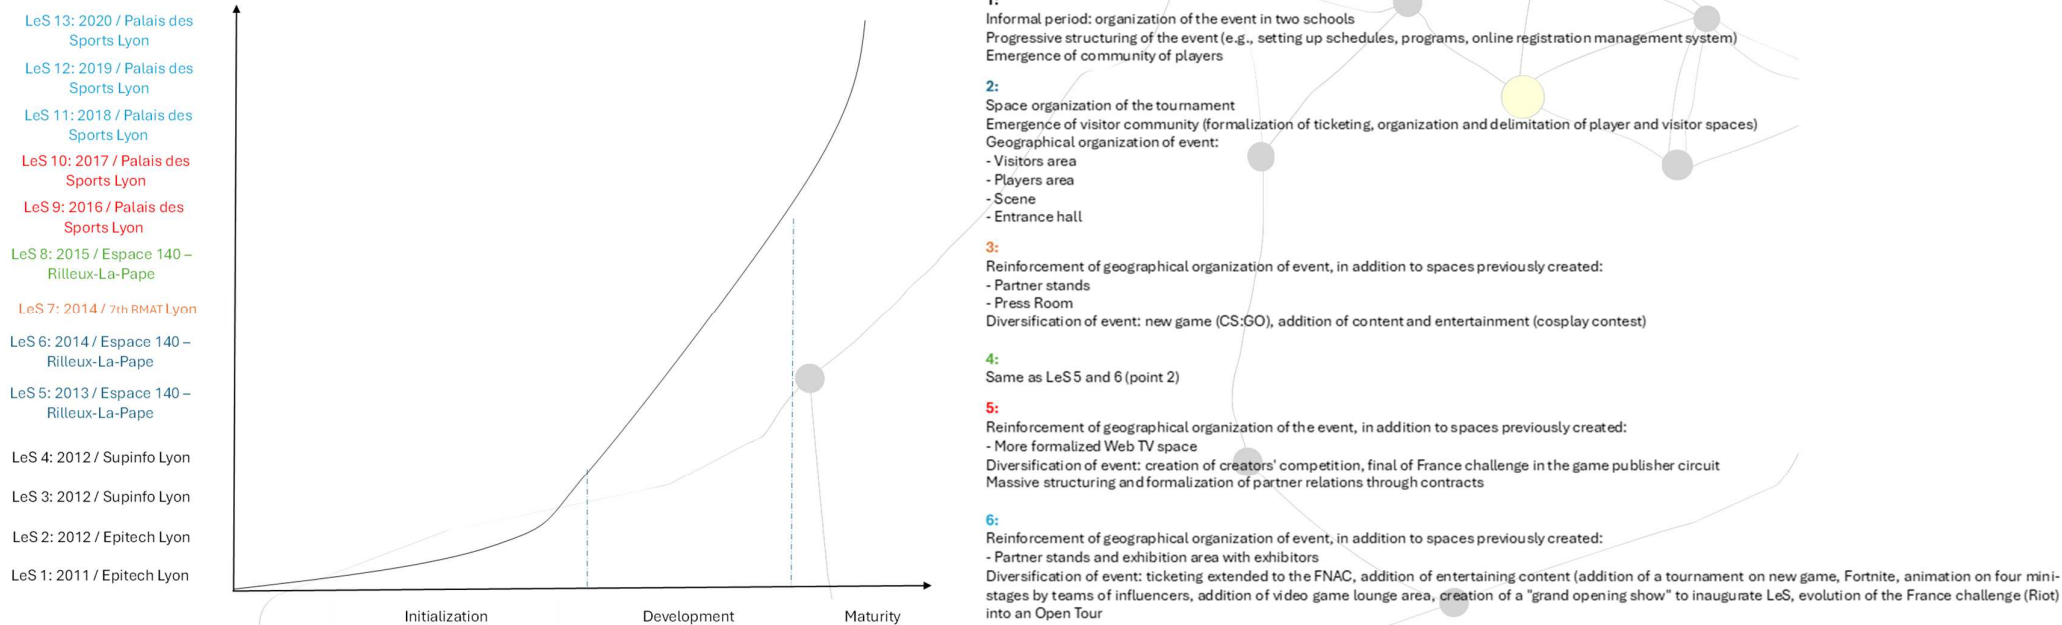 LeS 13: 2020 / Palais des
Sports Lyon
LeS 12: 2019 / Palais des
Sports Lyon
LeS 11: 2018 / Palais des
Sports Lyon
LeS 10: 2017 / Palais des
Sports Lyon
LeS 9: 2016 / Palais des
Sports Lyon
LeS 8: 2015 / Espace 140 –
Rilleux-La-Pape
LeS 7: 2014 / 7th RMAT Lyon
LeS 6: 2014 / Espace 140 –
Rilleux-La-Pape
LeS 5: 2013 / Espace 140 –
Rilleux-La-Pape
LeS 4: 2012 / Supinfo Lyon
LeS 3: 2012 / Supinfo Lyon
LeS 2: 2012 / Epitech Lyon
LeS 1: 2011 / Epitech Lyon
Initialization
Development
Maturity
1:
Informal period: organization of the event in two schools
Progressive structuring of the event (e.g., setting up schedules, programs, online registration management system)
Emergence of community of players
2:
Space organization of the tournament
Emergence of visitor community (formalization of ticketing, organization and delimitation of player and visitor spaces)
Geographical organization of event:
- Visitors area
- Players area
- Scene
- Entrance hall
3:
Reinforcement of geographical organization of event, in addition to spaces previously created:
- Partner stands
- Press Room
Diversification of event: new game (CS:GO), addition of content and entertainment (cosplay contest)
4:
Same as LeS 5 and 6 (point 2)
5:
Reinforcement of geographical organization of the event, in addition to spaces previously created:
- More formalized Web TV space
Diversification of event: creation of creators' competition, final of France challenge in the game publisher circuit
Massive structuring and formalization of partner relations through contracts
6:
Reinforcement of geographical organization of event, in addition to spaces previously created:
- Partner stands and exhibition area with exhibitors
Diversification of event: ticketing extended to the FNAC, addition of entertaining content (addition of a tournament on new game, Fortnite, animation on four mini-
stages by teams of influencers, addition of video game lounge area, creation of a "grand opening show" to inaugurate LeS, evolution of the France challenge (Riot)
into an Open Tour